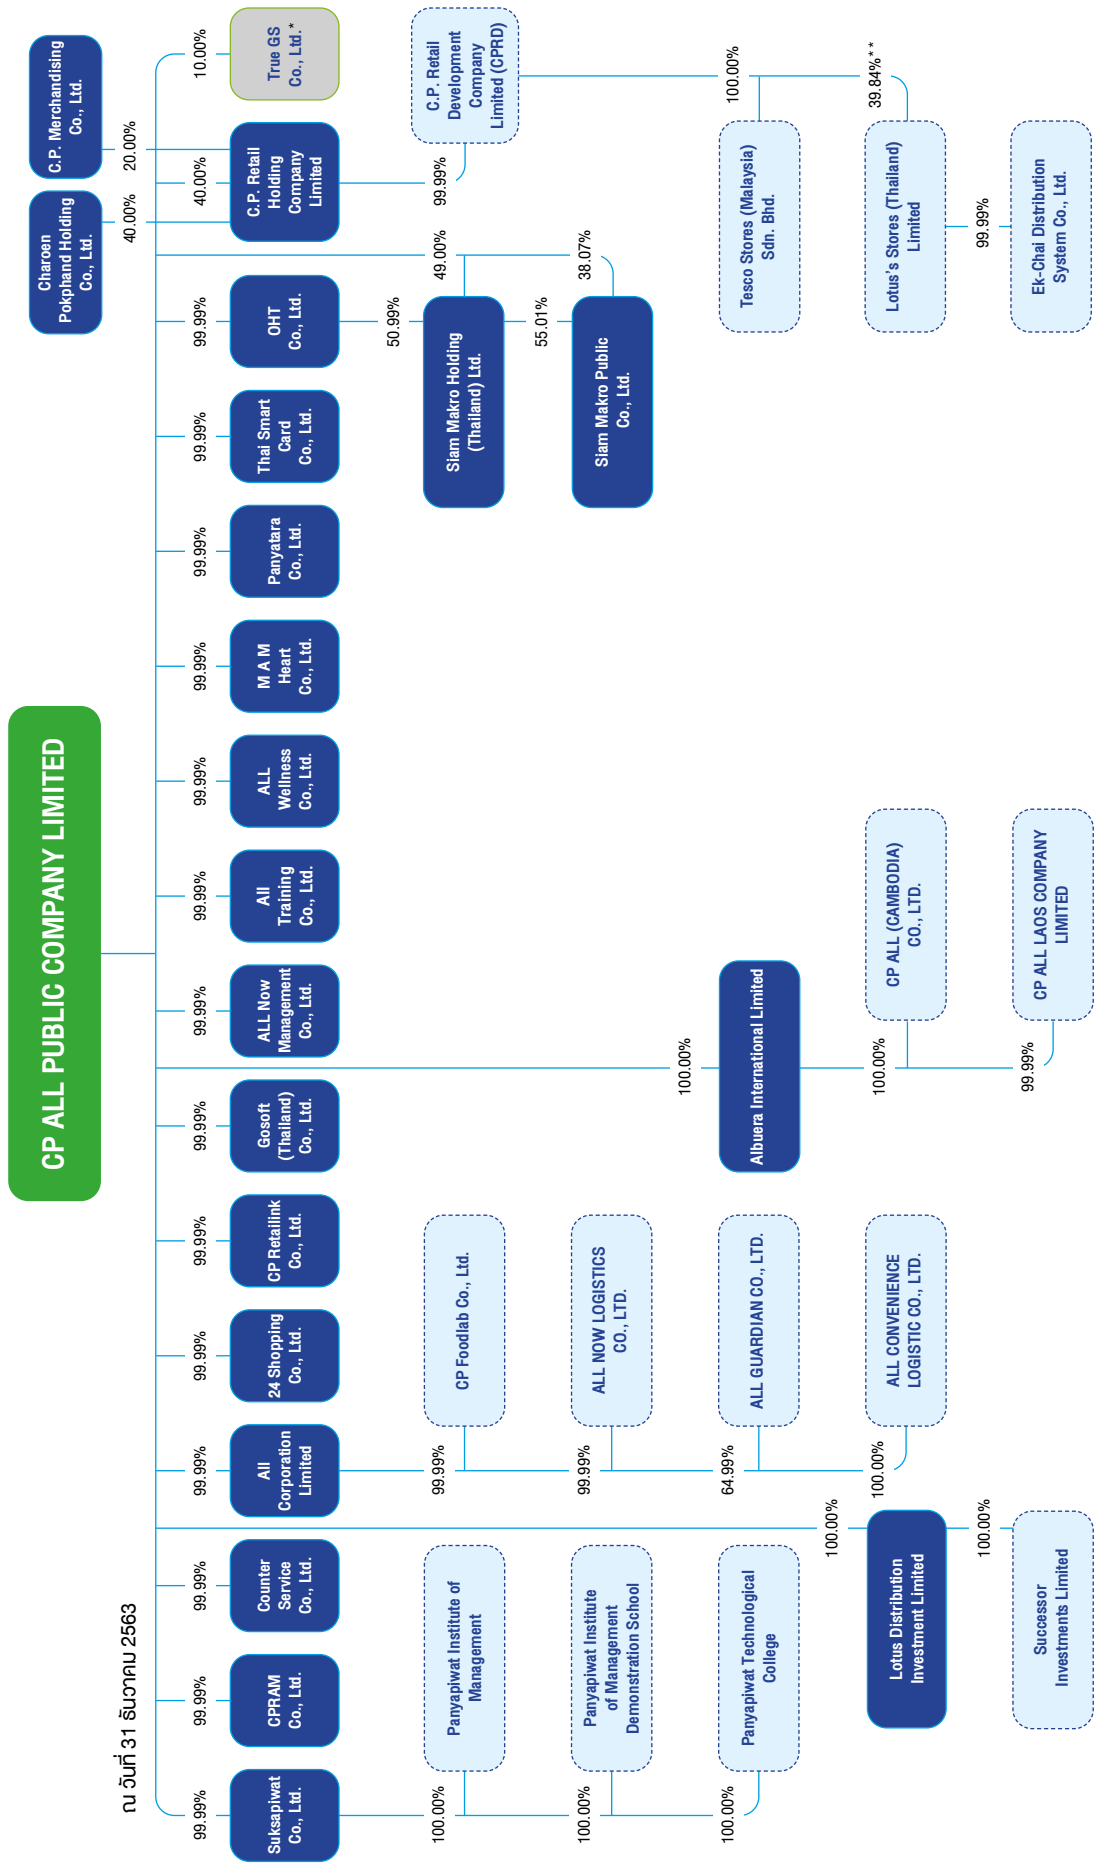 CP ALL PUBLIC COMPANY LIMITED
ณ วันที่ 31 ธันวาคม 2563
Charoen
Pokphand Holding
Co., Ltd.
C.P. Merchandising
Co., Ltd.
40.00%
40.00%
20.00%
10.00%
99.99%
99.99%
99.99%
99.99%
99.99%
99.99%
99.99%
99.99%
99.99%
99.99%
99.99%
99.99%
99.99%
99.99%
Suksapiwat
Co., Ltd.
CPRAM
Co., Ltd.
Counter
Service
Co., Ltd.
All
Corporation
Limited
24 Shopping
Co., Ltd.
CP Retailink
Co., Ltd.
Gosoft
(Thailand)
Co., Ltd.
ALL Now
Management
Co., Ltd.
All
Training
Co., Ltd.
ALL
Wellness
Co., Ltd.
M A M
Heart
Co., Ltd.
Panyatara
Co., Ltd.
Thai Smart
Card
Co., Ltd.
OHT
Co., Ltd.
C.P. Retail
Holding
Company
Limited
True GS
Co., Ltd.*
100.00%
Panyapiwat Institute of
Management
100.00%
Panyapiwat Institute
of Management
Demonstration School
100.00%
Panyapiwat Technological
College
99.99%
CP Foodlab Co., Ltd.
99.99%
ALL NOW LOGISTICS
CO., LTD.
64.99%
ALL GUARDIAN CO., LTD.
100.00%
ALL CONVENIENCE
LOGISTIC CO., LTD.
100.00%
Lotus Distribution
Investment Limited
100.00%
Successor
Investments Limited
100.00%
Albuera International Limited
100.00%
CP ALL (CAMBODIA)
CO., LTD.
99.99%
CP ALL LAOS COMPANY
LIMITED
50.99%
49.00%
Siam Makro Holding
(Thailand) Ltd.
55.01%
38.07%
Siam Makro Public
Co., Ltd.
99.99%
C.P. Retail
Development
Company
Limited (CPRD)
100.00%
Tesco Stores (Malaysia)
Sdn. Bhd.
39.84%**
Lotus's Stores (Thailand)
Limited
99.99%
Ek-Chai Distribution
System Co., Ltd.